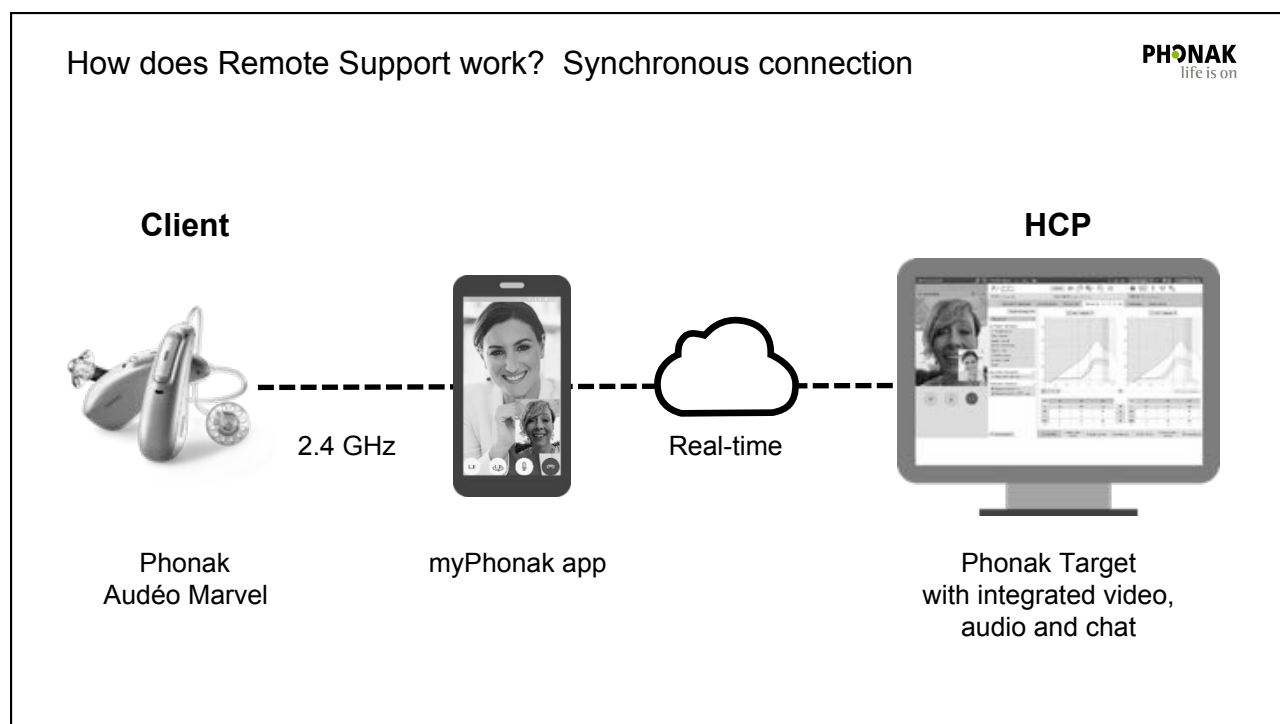 How does Remote Support work?  Synchronous connection
PHONAK
life is on
Client
HCP
2.4 GHz
Real-time
Phonak
Audéo Marvel
myPhonak app
Phonak Target
with integrated video,
audio and chat